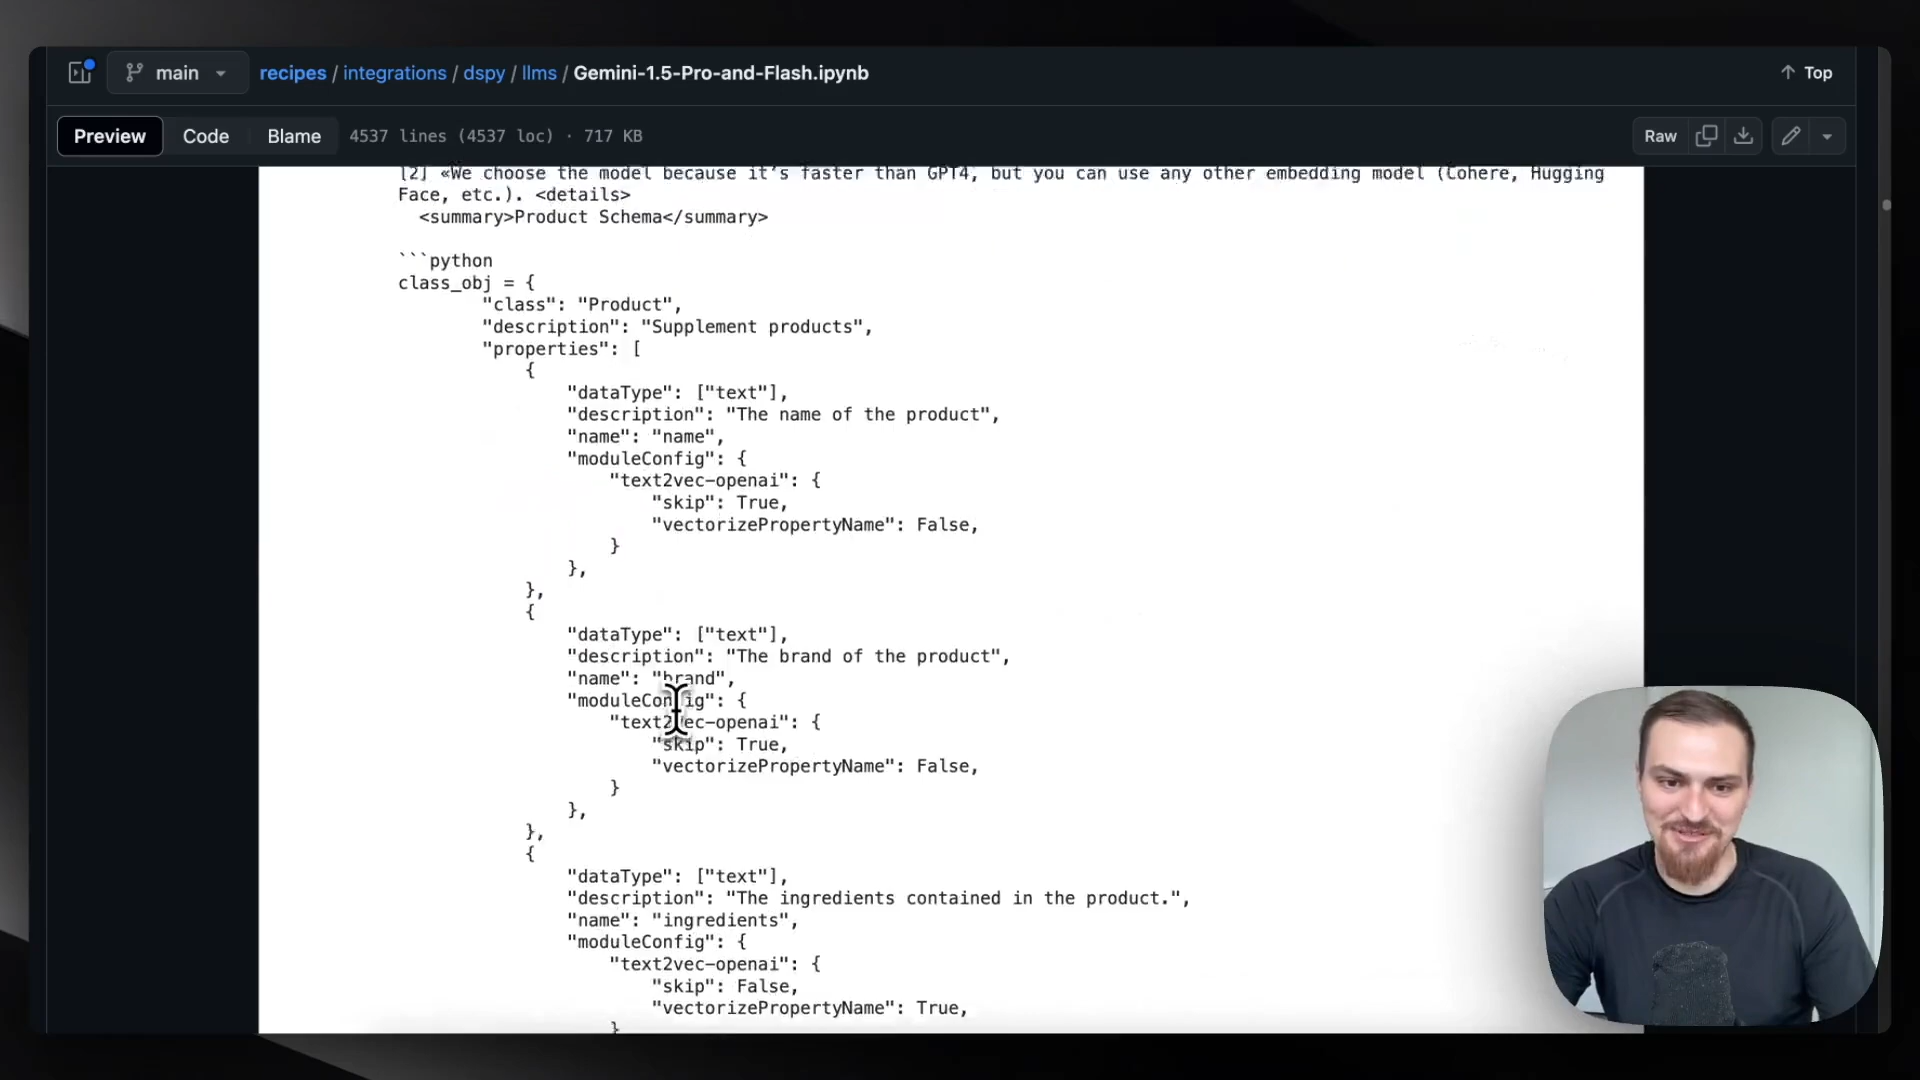 main
recipes / integrations / dspy / llms / Gemini-1.5-Pro-and-Flash.ipynb
Top
Preview
Code
Blame
4537 lines (4537 loc) · 717 KB
Raw
[2] «We choose the model because it's faster than GPT4, but you can use any other embedding model (Cohere, Hugging
Face, etc.). <details>
  <summary>Product Schema</summary>

```python
class_obj = {
        "class": "Product",
        "description": "Supplement products",
        "properties": [
            {
                "dataType": ["text"],
                "description": "The name of the product",
                "name": "name",
                "moduleConfig": {
                    "text2vec-openai": {
                        "skip": True,
                        "vectorizePropertyName": False,
                    }
                },
            },
            {
                "dataType": ["text"],
                "description": "The brand of the product",
                "name": "brand",
                "moduleConfig": {
                    "text2vec-openai": {
                        "skip": True,
                        "vectorizePropertyName": False,
                    }
                },
            },
            {
                "dataType": ["text"],
                "description": "The ingredients contained in the product.",
                "name": "ingredients",
                "moduleConfig": {
                    "text2vec-openai": {
                        "skip": False,
                        "vectorizePropertyName": True,
                    }